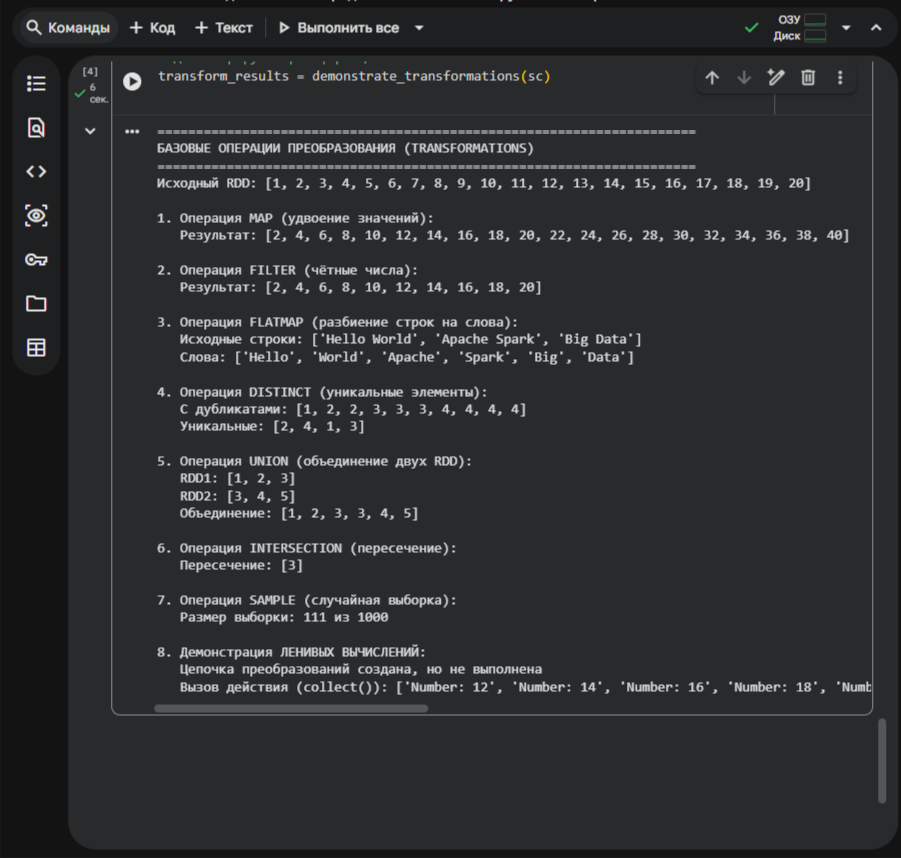 Команды + Код + Текст Выполнить все ОЗУ Диск
[4]
6 сек.
transform_results = demonstrate_transformations(sc)
======================================================================
БАЗОВЫЕ ОПЕРАЦИИ ПРЕОБРАЗОВАНИЯ (TRANSFORMATIONS)
======================================================================
Исходный RDD: [1, 2, 3, 4, 5, 6, 7, 8, 9, 10, 11, 12, 13, 14, 15, 16, 17, 18, 19, 20]
1. Операция MAP (удвоение значений):
Результат: [2, 4, 6, 8, 10, 12, 14, 16, 18, 20, 22, 24, 26, 28, 30, 32, 34, 36, 38, 40]
2. Операция FILTER (чётные числа):
Результат: [2, 4, 6, 8, 10, 12, 14, 16, 18, 20]
3. Операция FLATMAP (разбиение строк на слова):
Исходные строки: ['Hello World', 'Apache Spark', 'Big Data']
Слова: ['Hello', 'World', 'Apache', 'Spark', 'Big', 'Data']
4. Операция DISTINCT (уникальные элементы):
С дубликатами: [1, 2, 2, 3, 3, 3, 4, 4, 4, 4]
Уникальные: [2, 4, 1, 3]
5. Операция UNION (объединение двух RDD):
RDD1: [1, 2, 3]
RDD2: [3, 4, 5]
Объединение: [1, 2, 3, 3, 4, 5]
6. Операция INTERSECTION (пересечение):
Пересечение: [3]
7. Операция SAMPLE (случайная выборка):
Размер выборки: 111 из 1000
8. Демонстрация ЛЕНИВЫХ ВЫЧИСЛЕНИЙ:
Цепочка преобразований создана, но не выполнена
Вызов действия (collect()): ['Number: 12', 'Number: 14', 'Number: 16', 'Number: 18', 'Numb